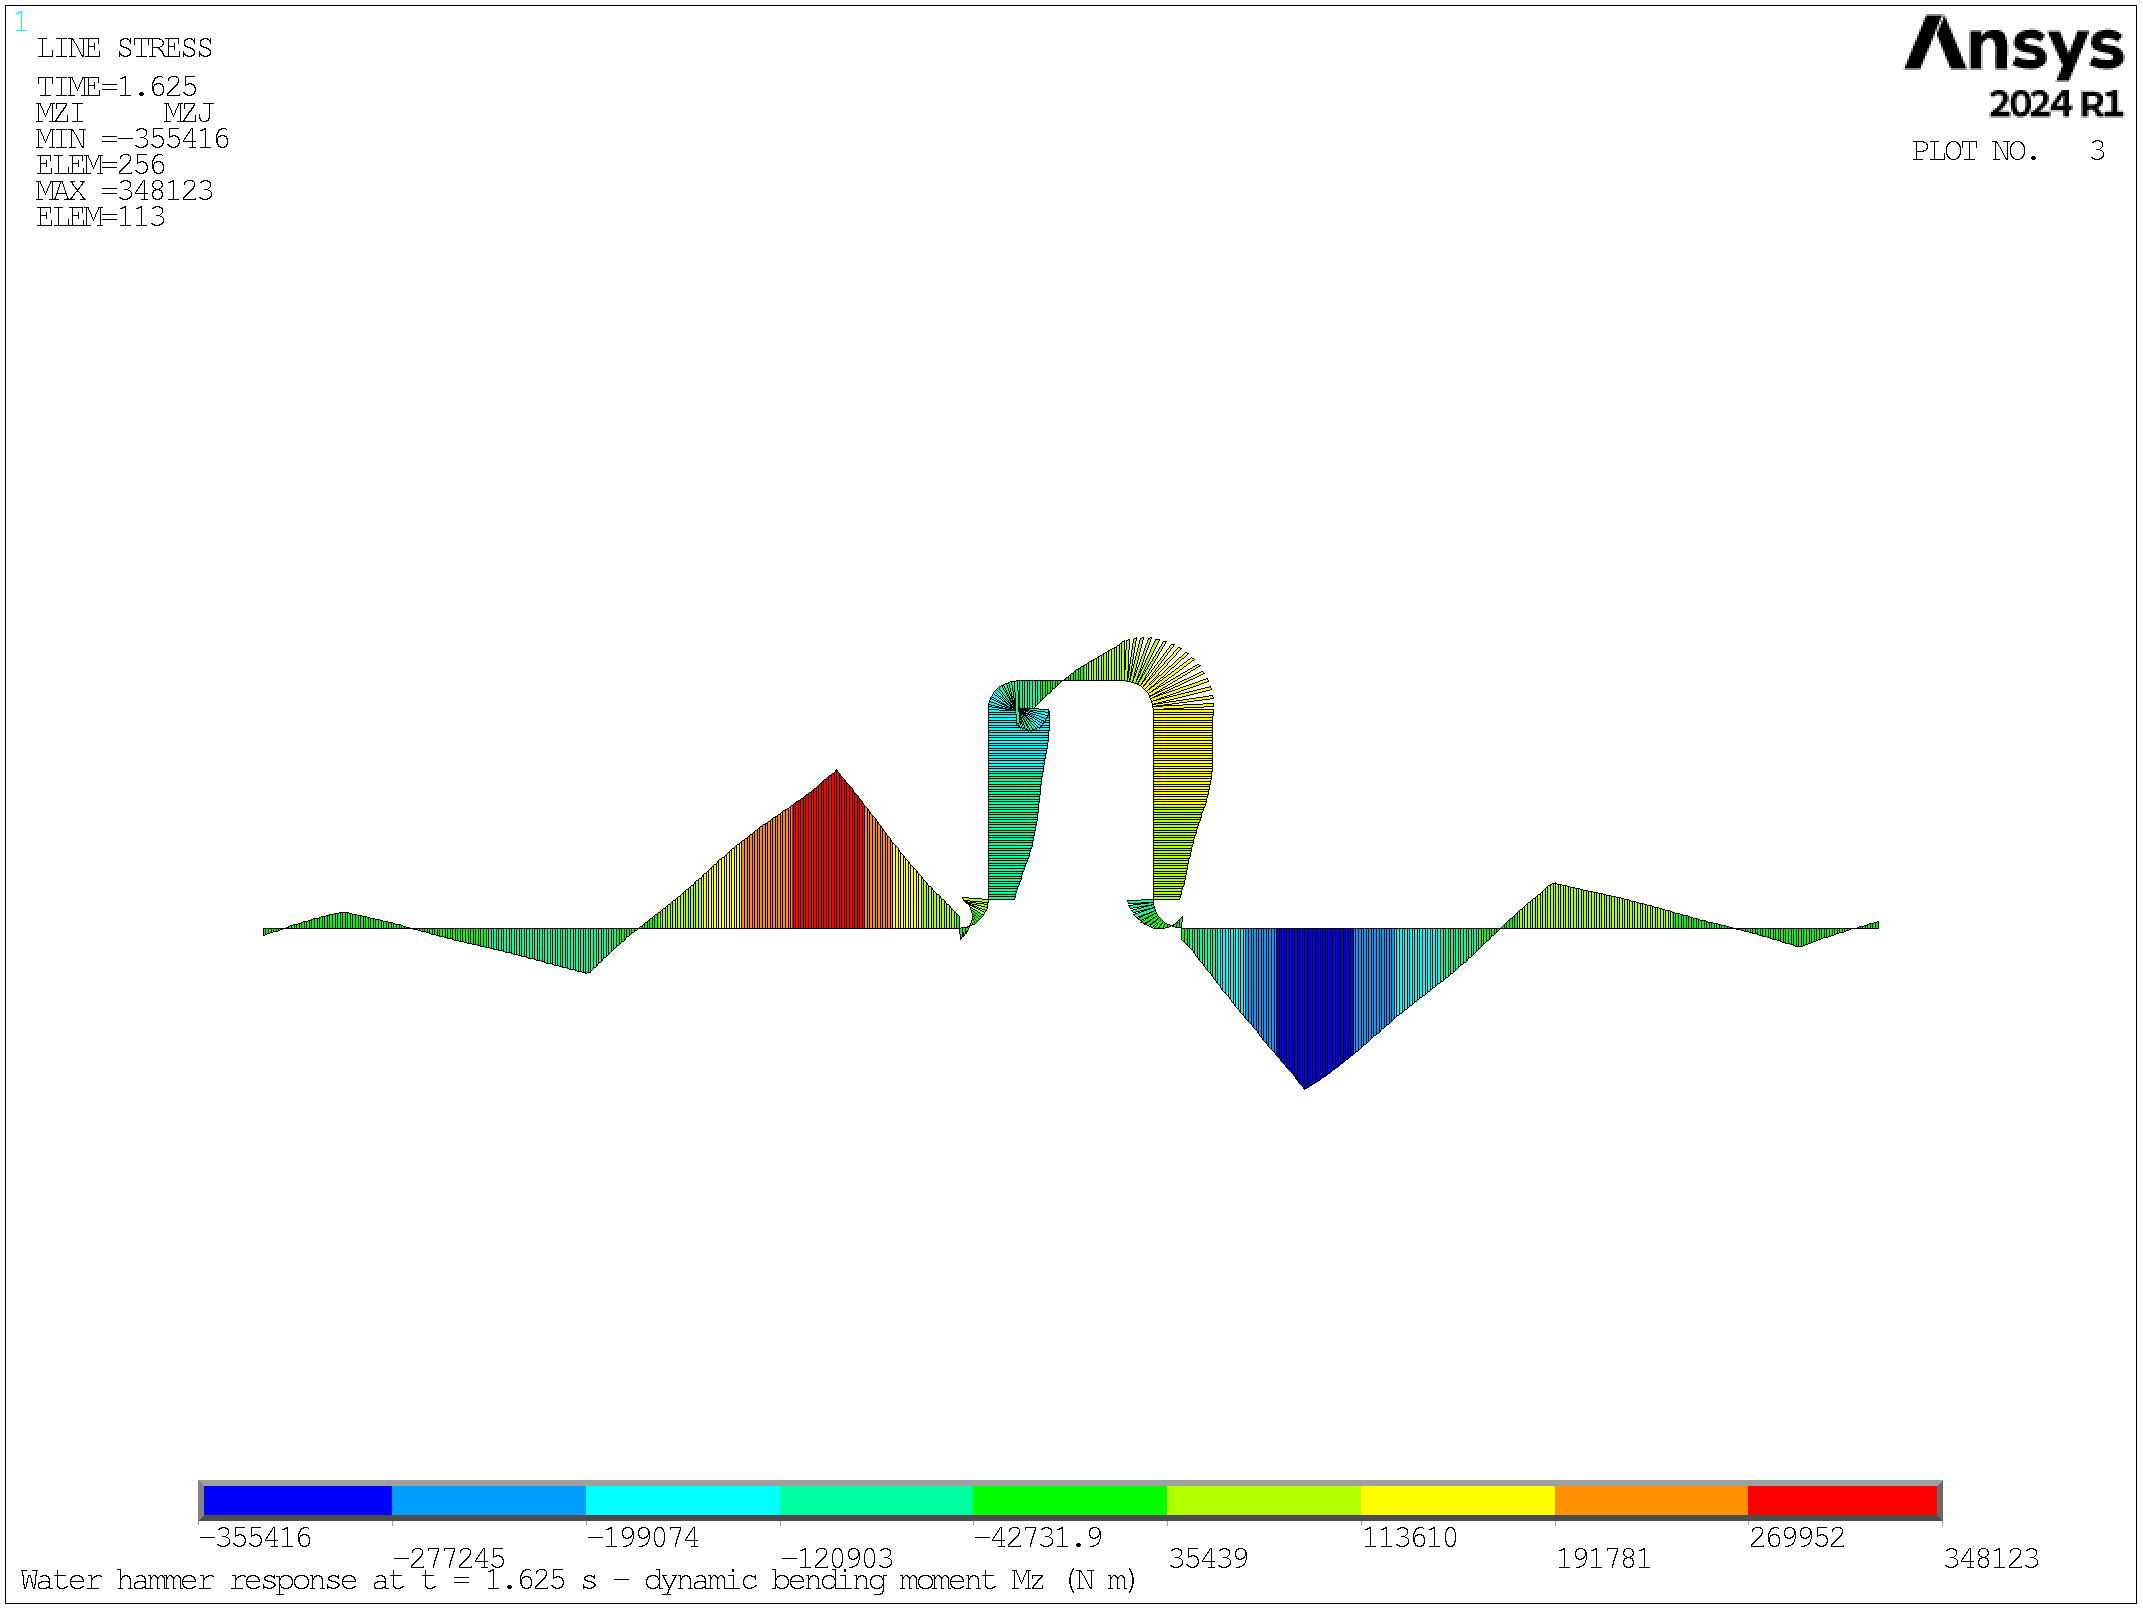 1
LINE STRESS
TIME=1.625
MZI MZJ
MIN =-355416
ELEM=256
MAX =348123
ELEM=113
Ansys
2024 R1
PLOT NO. 3
-355416 -199074 -42731.9 113610 269952
-277245 -120903 35439 191781 348123
Water hammer response at t = 1.625 s - dynamic bending moment Mz (N m)